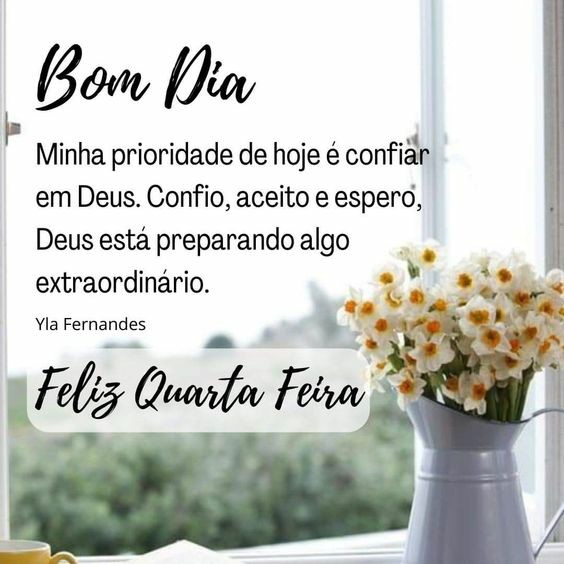 Bom Dia
Minha prioridade de hoje é confiar
em Deus. Confio, aceito e espero,
Deus está preparando algo
extraordinário.
Yla Fernandes
Feliz Quarta Feira